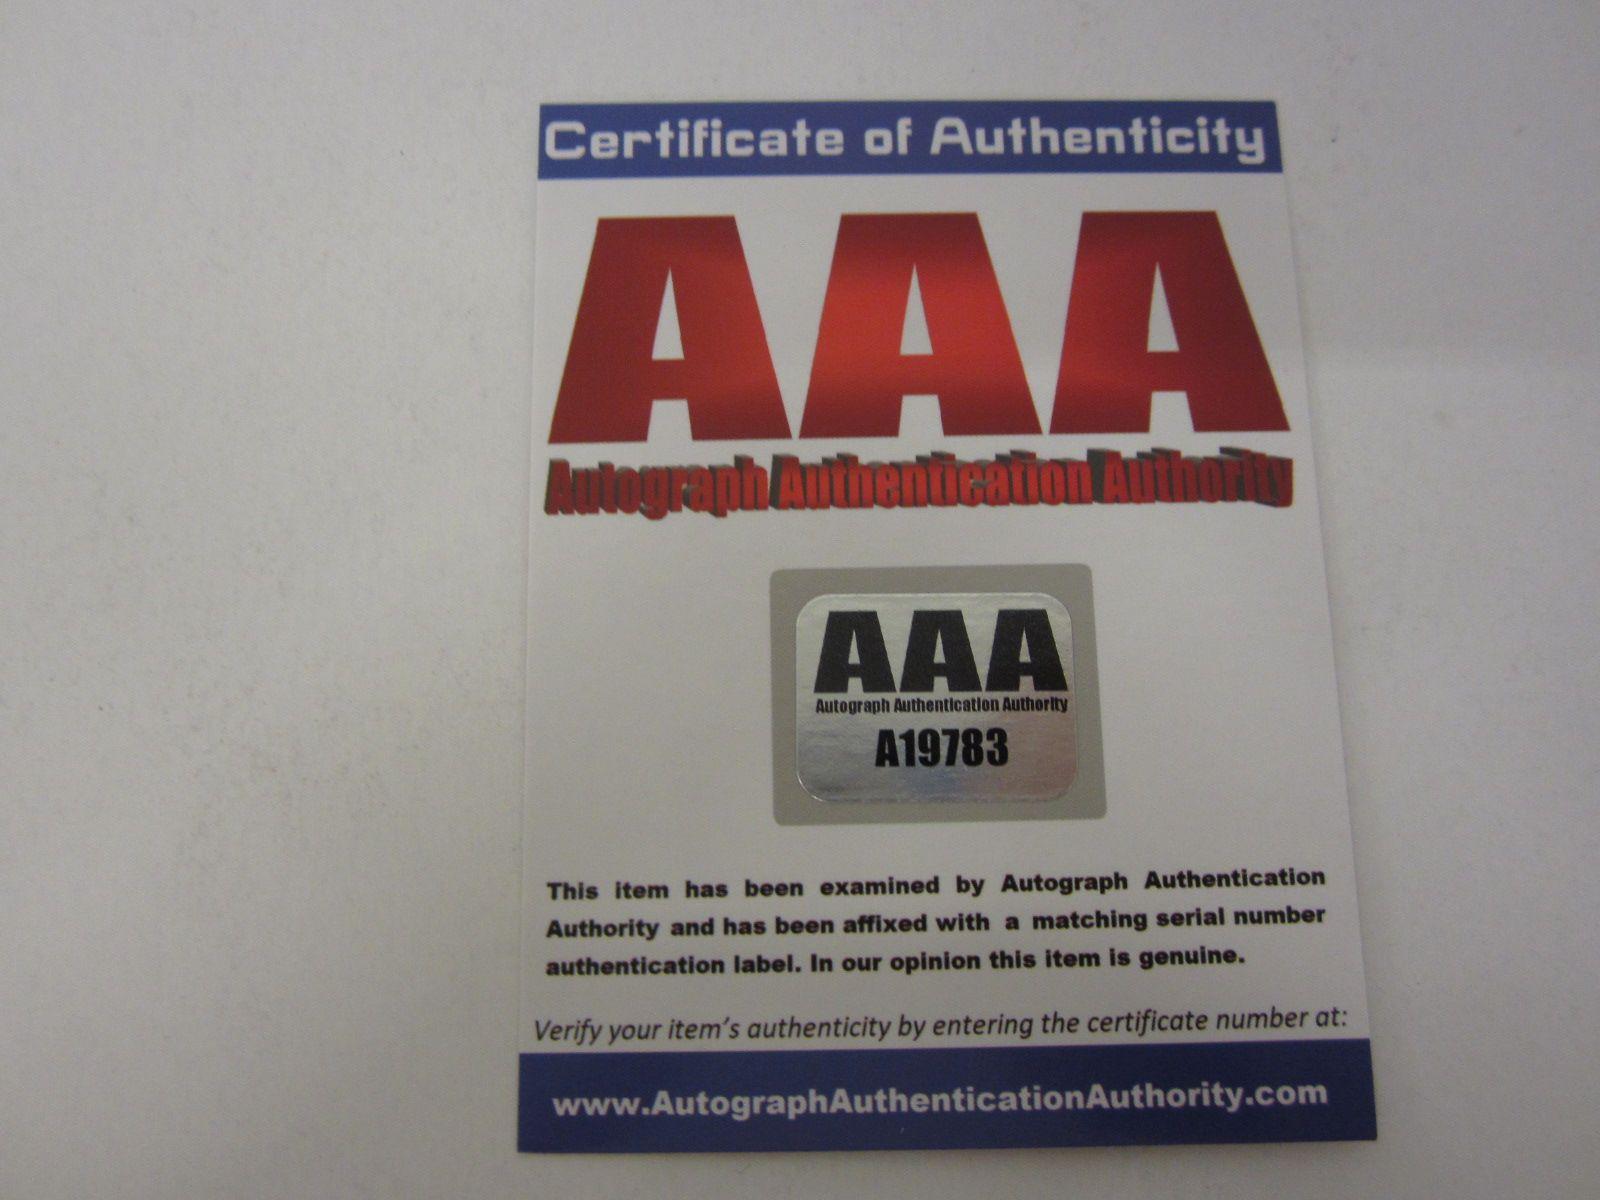 Certificate of Authenticity
AAA
Autograph Authentication Authority
AAA
Autograph Authentication Authority
A19783
This item has been examined by Autograph Authentication
Authority and has been affixed with a matching serial number
authentication label. In our opinion this item is genuine.
Verify your item's authenticity by entering the certificate number at:
www.AutographAuthenticationAuthority.com